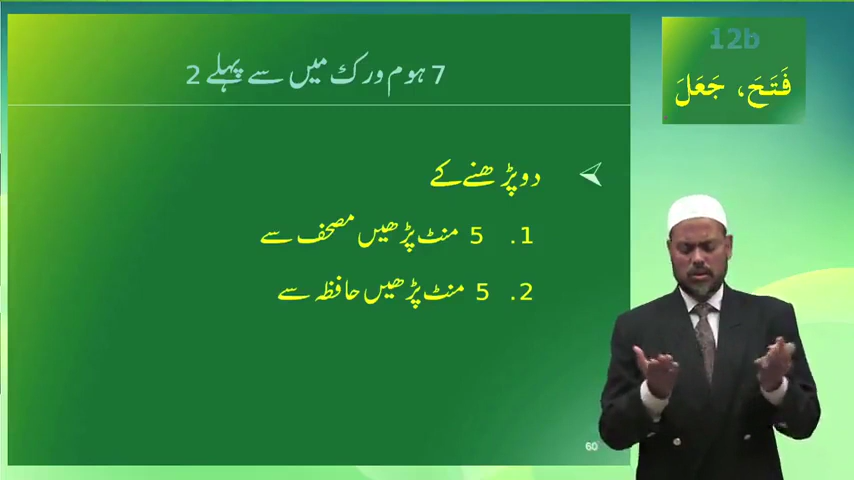 12b
فَتَحَ، جَعَلَ
7 ہوم ورک میں سے پہلے 2
دو پڑھنے کے
1. 5 منٹ پڑھیں مصحف سے
2. 5 منٹ پڑھیں حافظہ سے
60